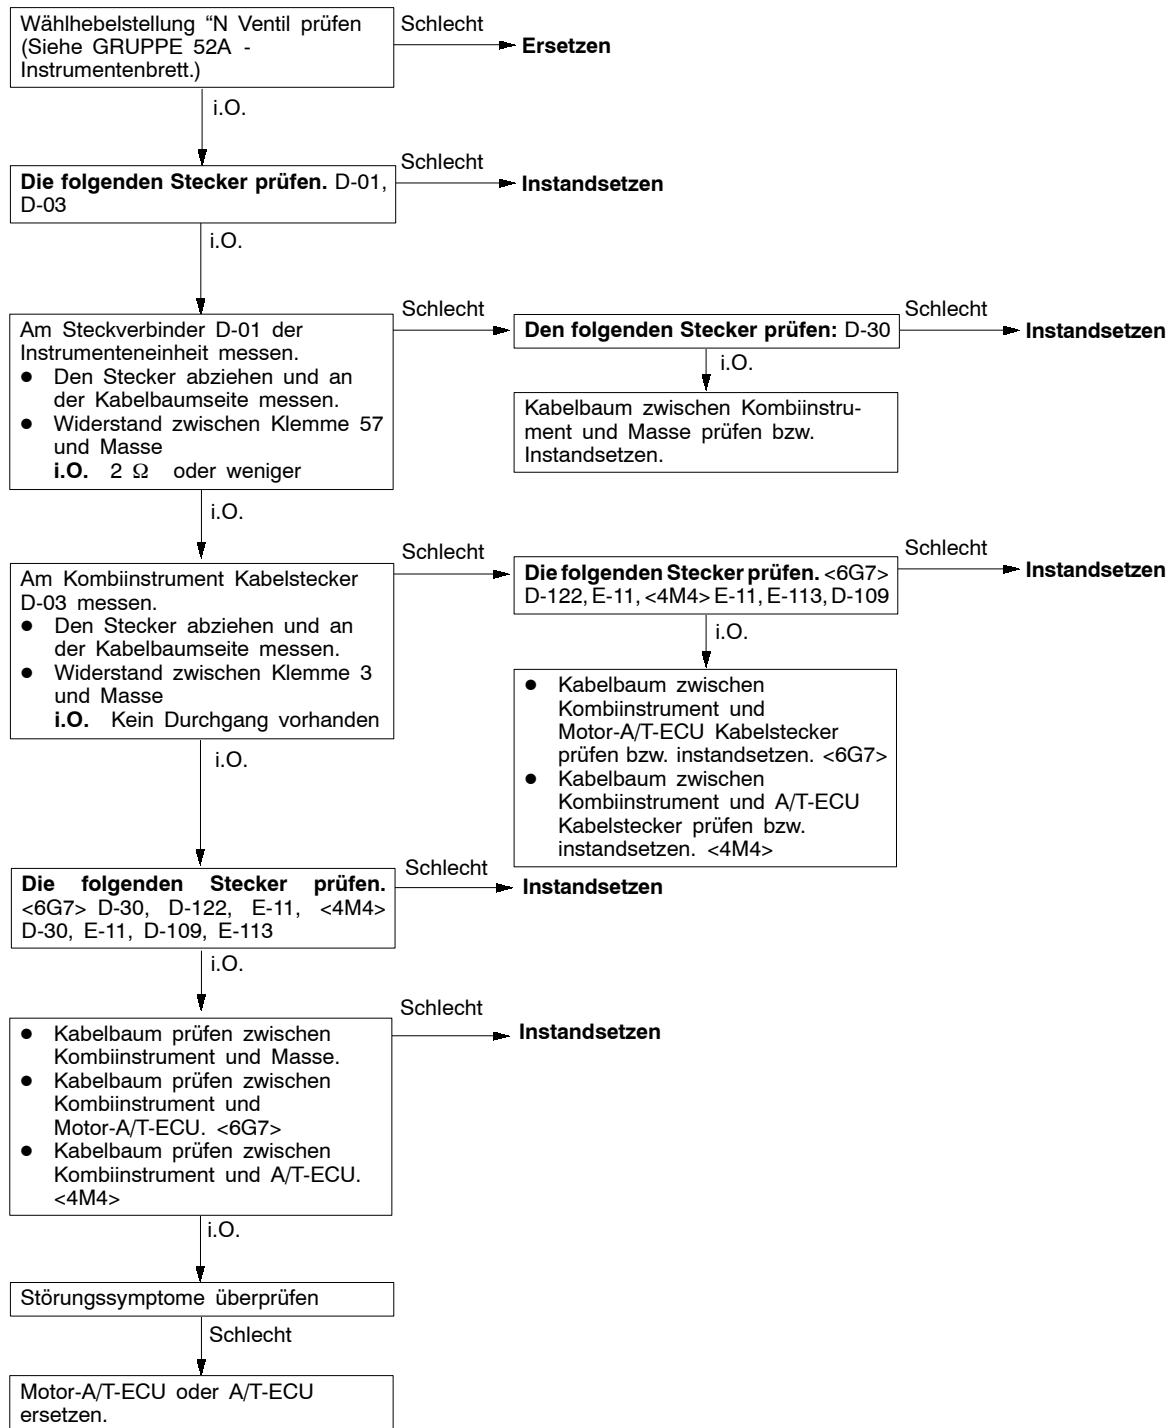 Wählhebelstellung “N Ventil prüfen
(Siehe GRUPPE 52A -
Instrumentenbrett.)
Schlecht
Ersetzen
i.O.
Die folgenden Stecker prüfen. D-01,
D-03
Schlecht
Instandsetzen
i.O.
Am Steckverbinder D-01 der
Instrumenteneinheit messen.
● Den Stecker abziehen und an
der Kabelbaumseite messen.
● Widerstand zwischen Klemme 57
und Masse
i.O. 2 Ω oder weniger
Schlecht
Den folgenden Stecker prüfen: D-30
Schlecht
Instandsetzen
i.O.
Kabelbaum zwischen Kombiinstru-
ment und Masse prüfen bzw.
Instandsetzen.
i.O.
Am Kombiinstrument Kabelstecker
D-03 messen.
● Den Stecker abziehen und an
der Kabelbaumseite messen.
● Widerstand zwischen Klemme 3
und Masse
i.O. Kein Durchgang vorhanden
Schlecht
Die folgenden Stecker prüfen. <6G7>
D-122, E-11, <4M4> E-11, E-113, D-109
Schlecht
Instandsetzen
i.O.
● Kabelbaum zwischen
Kombiinstrument und
Motor-A/T-ECU Kabelstecker
prüfen bzw. instandsetzen. <6G7>
● Kabelbaum zwischen
Kombiinstrument und A/T-ECU
Kabelstecker prüfen bzw.
instandsetzen. <4M4>
i.O.
Die folgenden Stecker prüfen.
<6G7> D-30, D-122, E-11, <4M4>
D-30, E-11, D-109, E-113
Schlecht
Instandsetzen
i.O.
● Kabelbaum prüfen zwischen
Kombiinstrument und Masse.
● Kabelbaum prüfen zwischen
Kombiinstrument und
Motor-A/T-ECU. <6G7>
● Kabelbaum prüfen zwischen
Kombiinstrument und A/T-ECU.
<4M4>
Schlecht
Instandsetzen
i.O.
Störungssymptome überprüfen
Schlecht
Motor-A/T-ECU oder A/T-ECU
ersetzen.